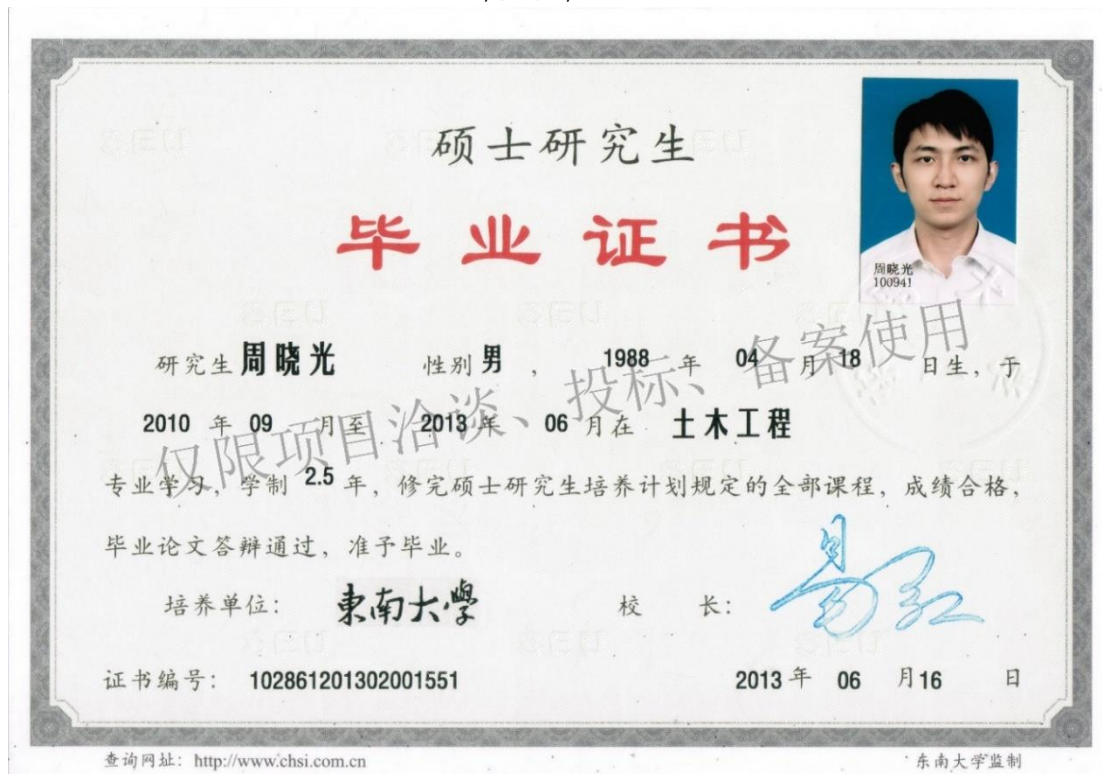 硕士研究生
毕业证书
周晓光
100941
研究生 周晓光 性别 男 , 1988 年 04 月 18 日生, 于
2010 年 09 月至 2013 年 06 月在 土木工程
专业学习, 学制 2.5 年, 修完硕士研究生培养计划规定的全部课程, 成绩合格,
毕业论文答辩通过, 准予毕业。
培养单位: 東南大學 校 长: 易红
证书编号: 102861201302001551 2013 年 06 月 16 日
查询网址: http://www.chsi.com.cn 东南大学监制
仅限项目洽谈、投标、备案使用